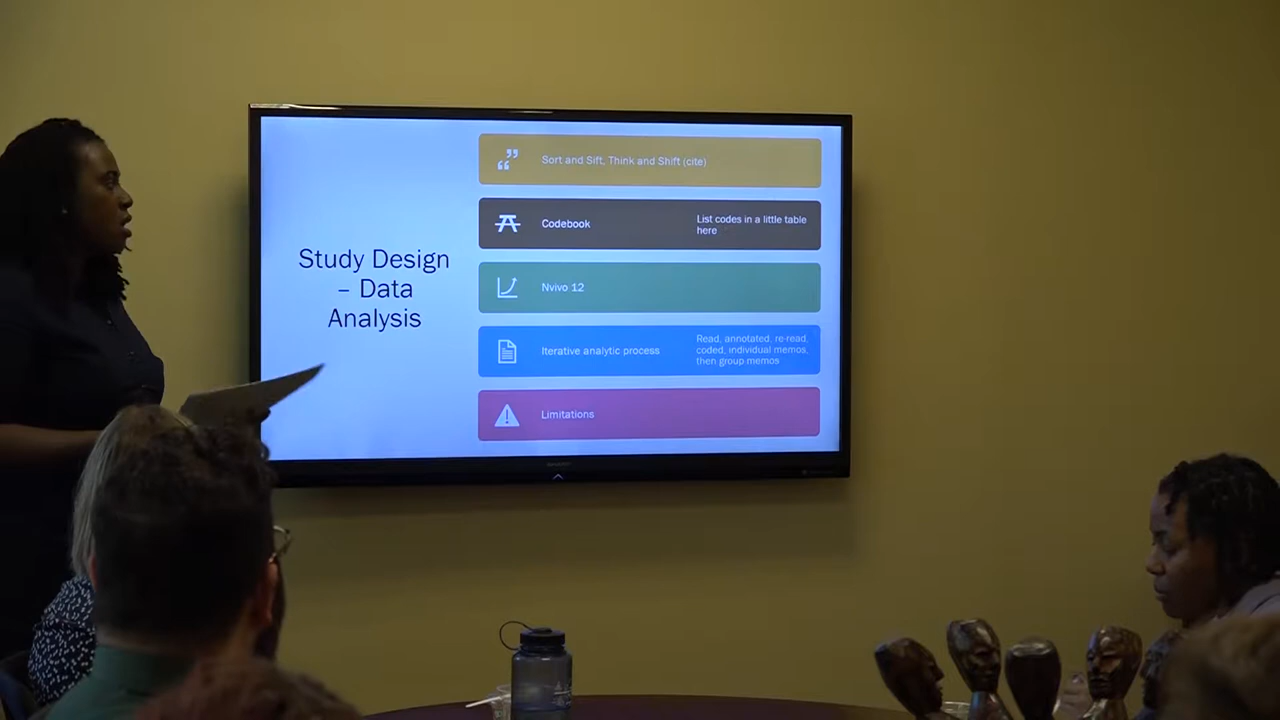 Study Design
– Data
Analysis
Sort and Sift, Think and Shift (cite)
Codebook
List codes in a little table
here
Nvivo 12
Iterative analytic process
Read, annotated, re-read,
coded, individual memos,
then group memos
Limitations